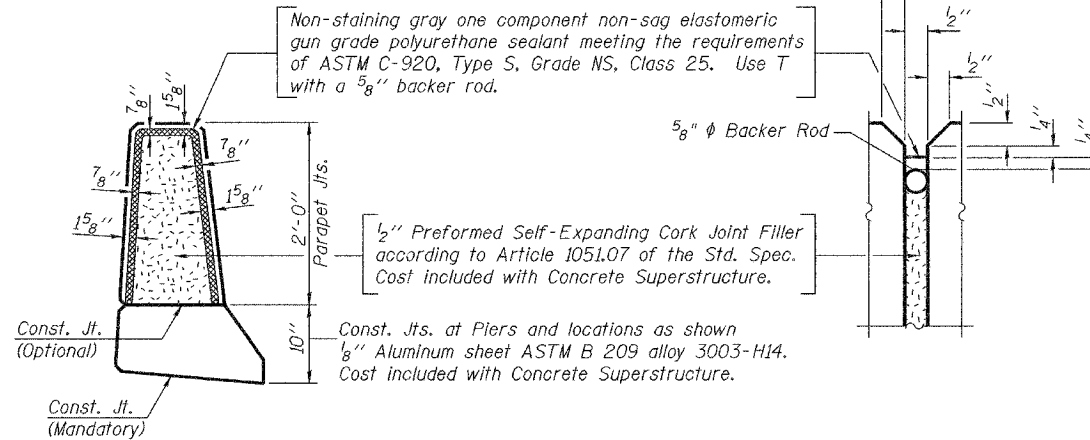 Non-staining gray one component non-sag elastomeric
gun grade polyurethane sealant meeting the requirements
of ASTM C-920, Type S, Grade NS, Class 25.  Use T
with a 5/8" backer rod.
7/8"
1 5/8"
7/8"
7/8"
1 5/8"
1 5/8"
2'-0"
Parapet Jts.
1/2" Preformed Self-Expanding Cork Joint Filler
according to Article 1051.07 of the Std. Spec.
Cost included with Concrete Superstructure.
Const. Jt.
(Optional)
10"
Const. Jts. at Piers and locations as shown
1/8" Aluminum sheet ASTM B 209 alloy 3003-H14.
Cost included with Concrete Superstructure.
Const. Jt.
(Mandatory)
1/2"
1/2"
1/2"
1/4"
1/4"
5/8" φ Backer Rod